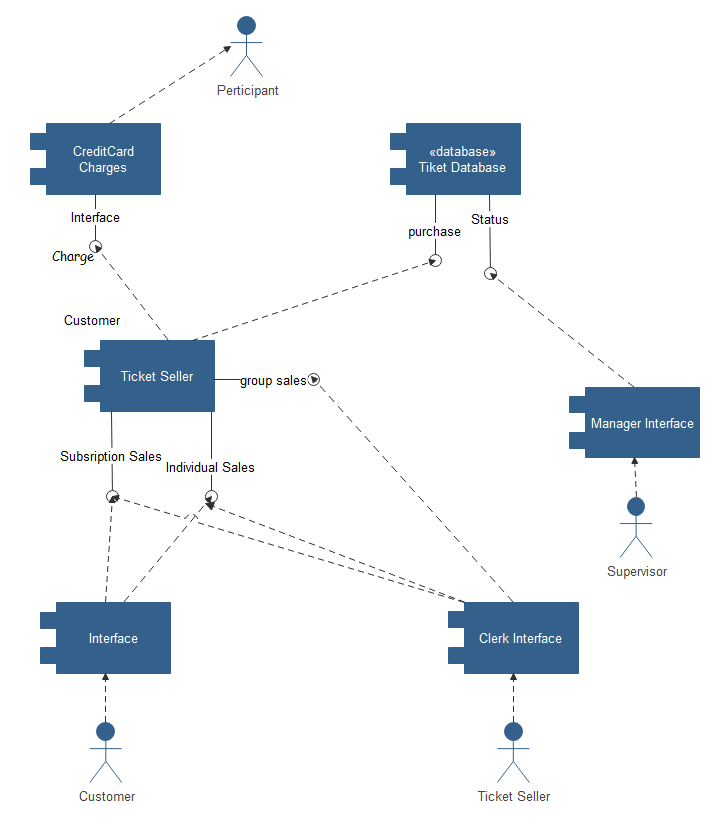 Perticipant
CreditCard
Charges
«database»
Tiket Database
Interface
Status
purchase
Charge
Customer
Ticket Seller
group sales
Manager Interface
Subsription Sales
Individual Sales
Supervisor
Interface
Clerk Interface
Customer
Ticket Seller